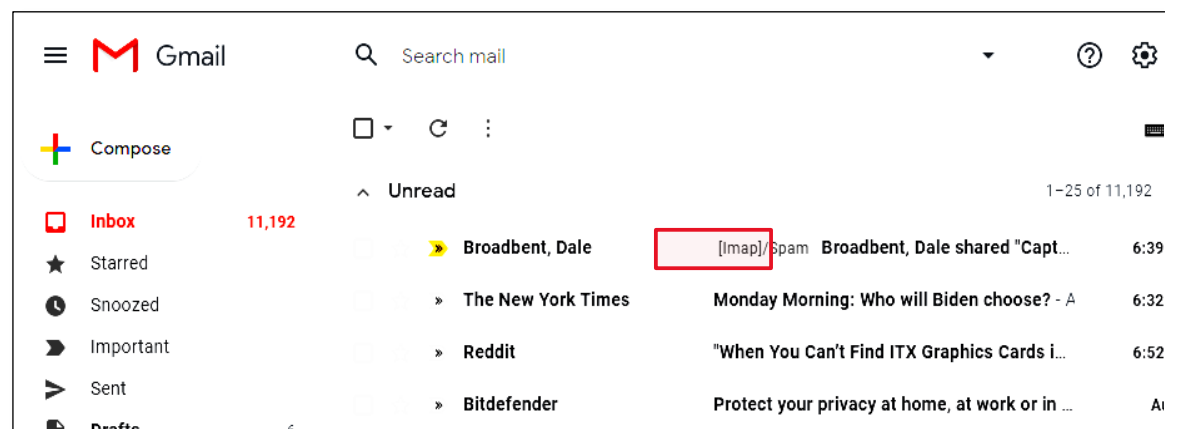 Gmail
Search mail
Compose
Unread
1–25 of 11,192
Inbox 11,192
Broadbent, Dale [Imap]/Spam Broadbent, Dale shared "Capt… 6:39
Starred
The New York Times Monday Morning: Who will Biden choose? - A 6:32
Snoozed
Reddit "When You Can't Find ITX Graphics Cards i… 6:52
Important
Sent
Bitdefender Protect your privacy at home, at work or in … Au
Drafts